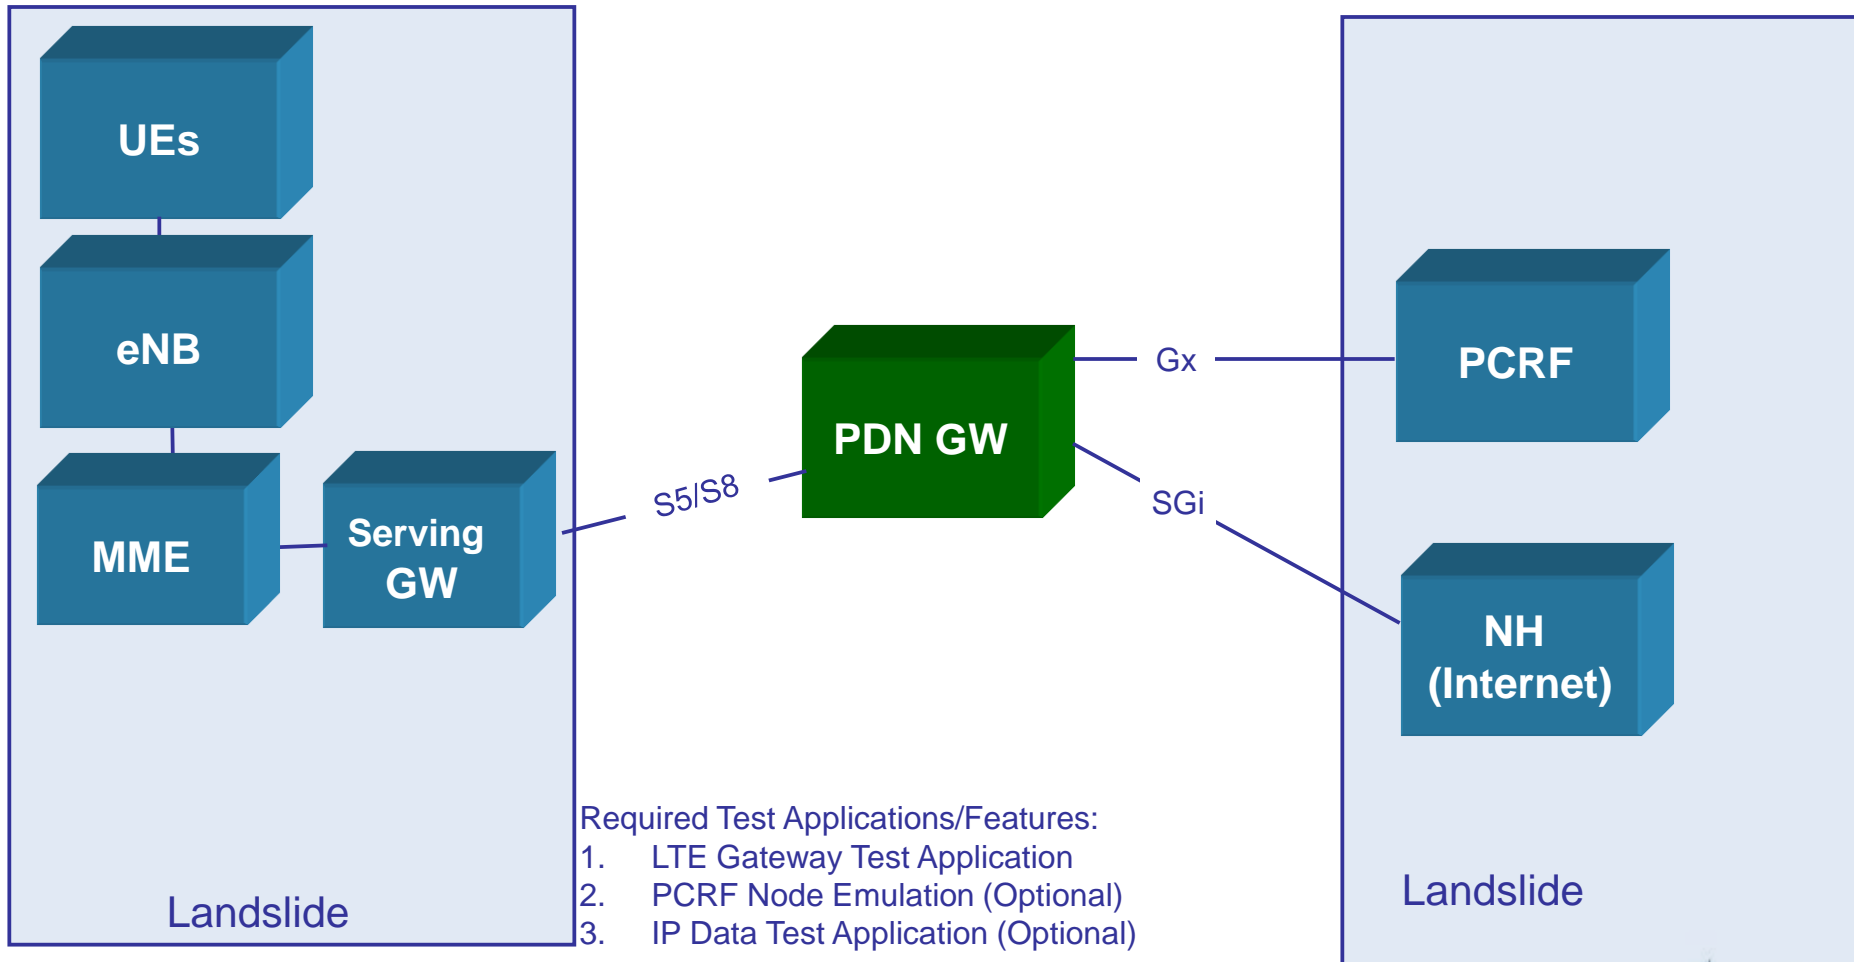 UEs
eNB
MME
Serving
GW
Landslide
S5/S8
PDN GW
Gx
SGi
PCRF
NH
(Internet)
Landslide
Required Test Applications/Features:
1. LTE Gateway Test Application
2. PCRF Node Emulation (Optional)
3. IP Data Test Application (Optional)